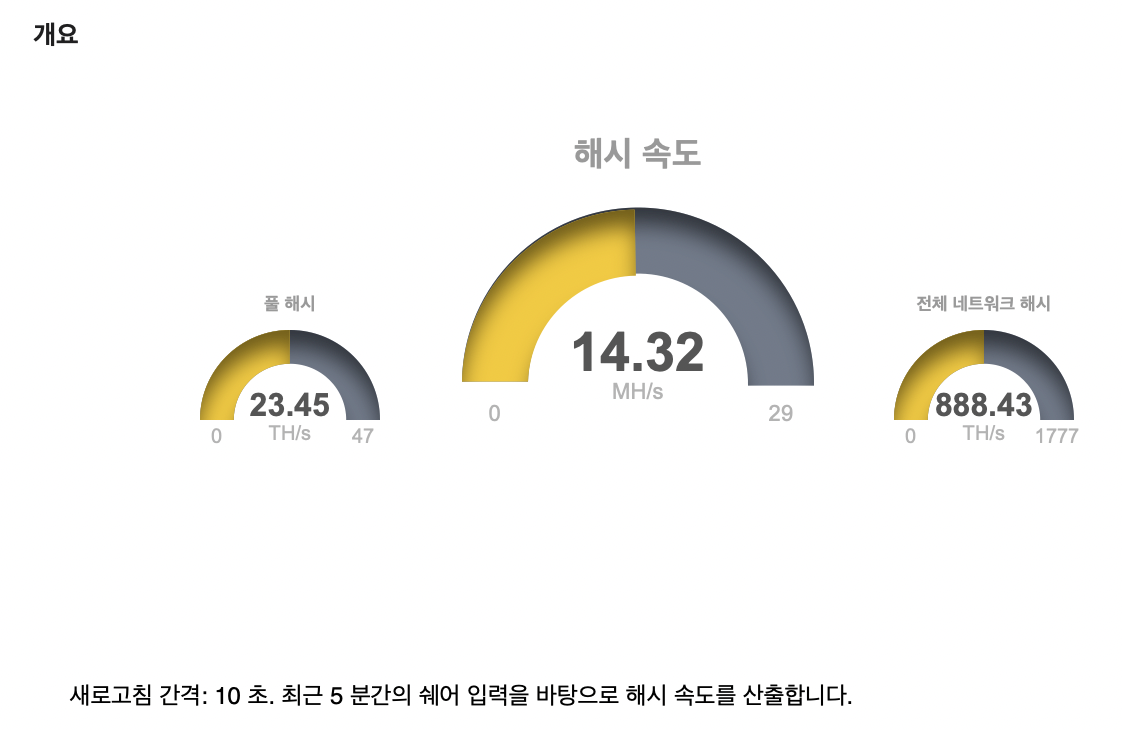 개요
해시 속도
14.32
MH/s
0
29
풀 해시
23.45
TH/s
0
47
전체 네트워크 해시
888.43
TH/s
0
1777
새로고침 간격: 10 초. 최근 5 분간의 쉐어 입력을 바탕으로 해시 속도를 산출합니다.